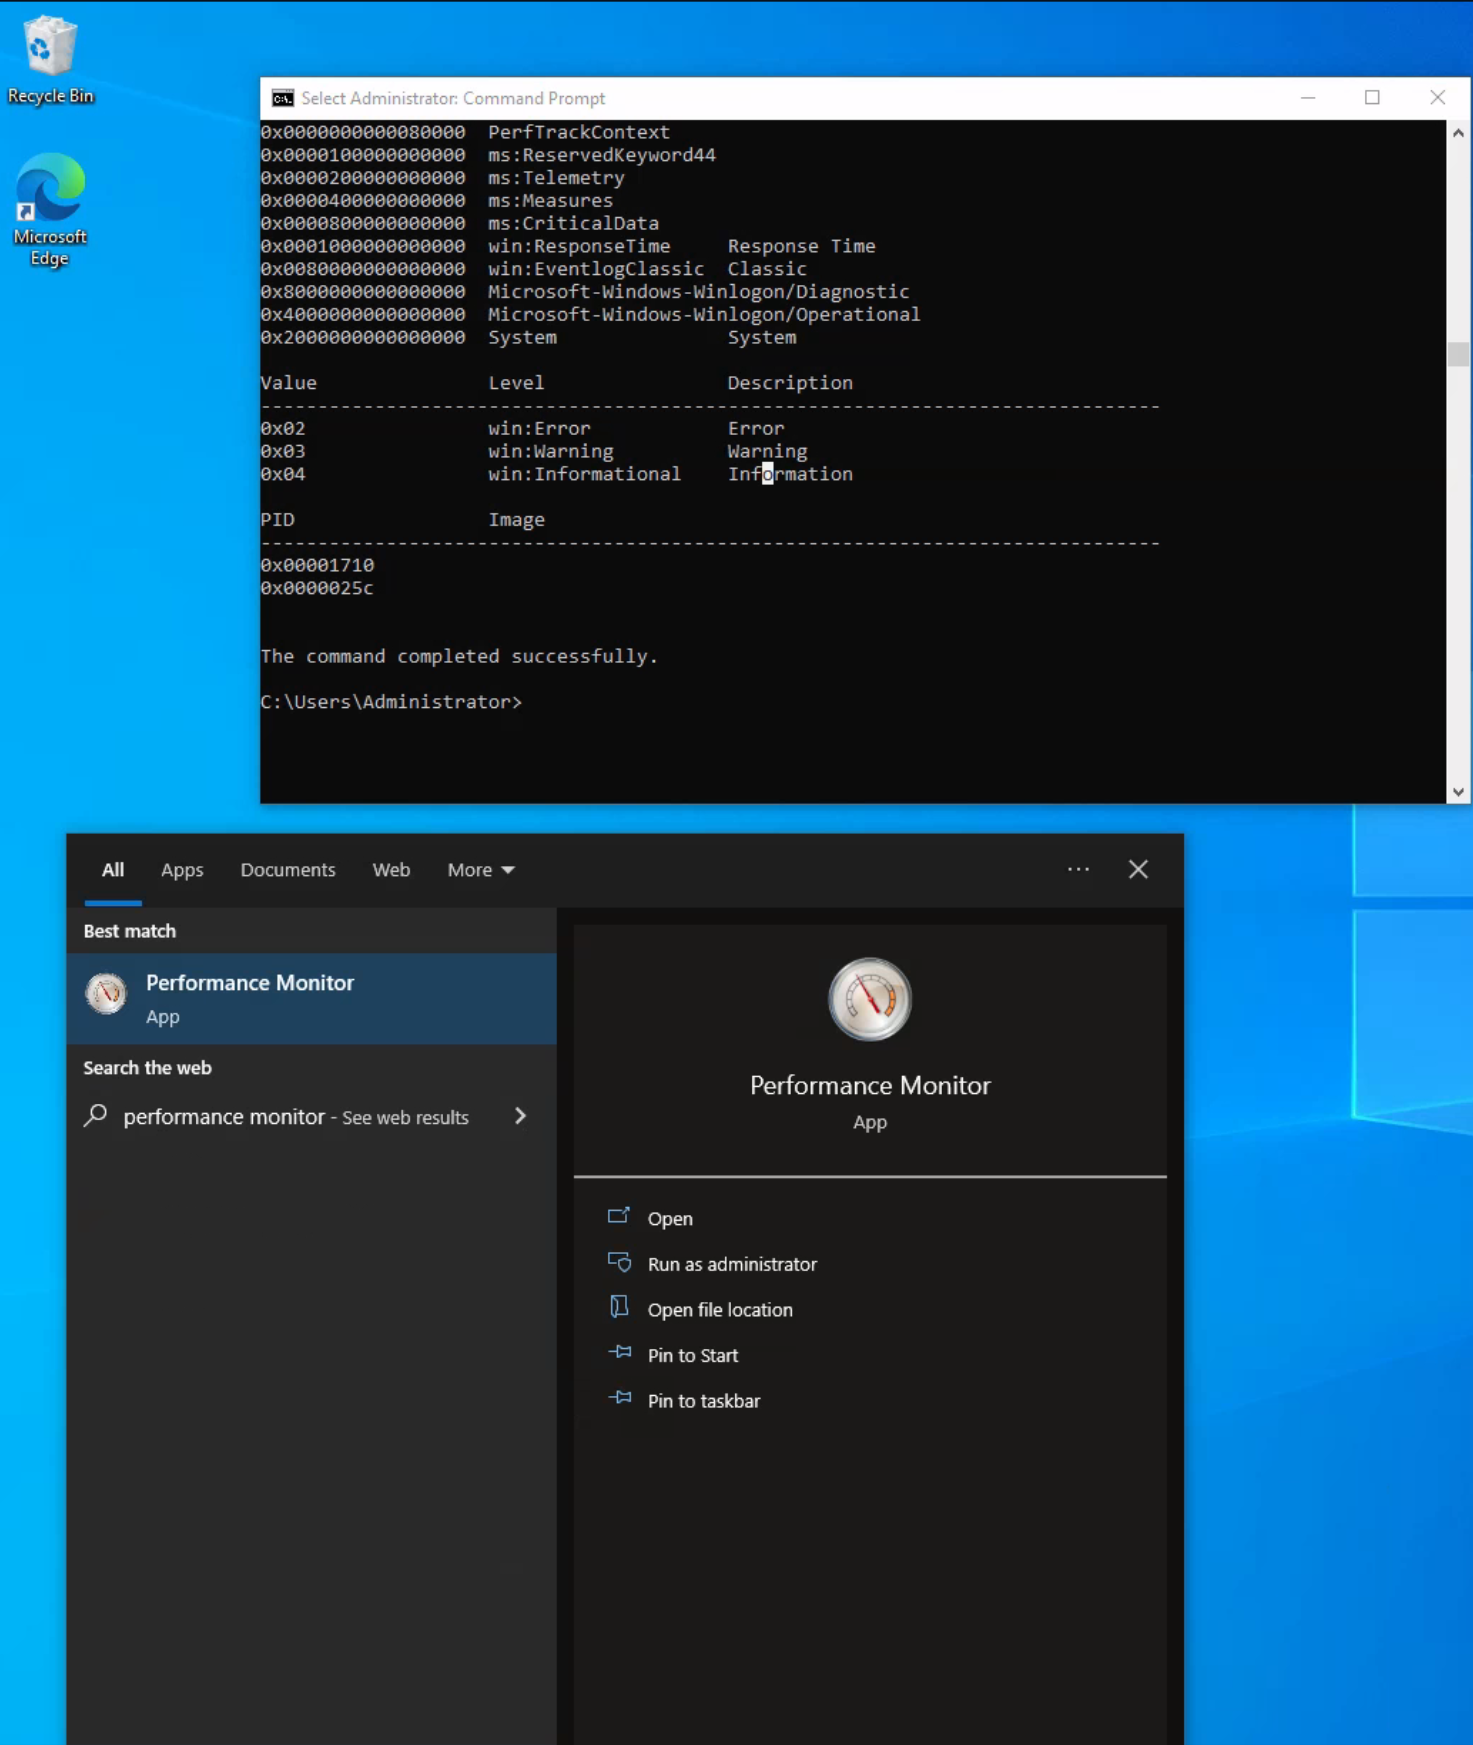 Recycle Bin
Microsoft
Edge
Select Administrator: Command Prompt
0x0000000000080000 PerfTrackContext
0x0000100000000000 ms:ReservedKeyword44
0x0000200000000000 ms:Telemetry
0x0000400000000000 ms:Measures
0x0000800000000000 ms:CriticalData
0x0001000000000000 win:ResponseTime Response Time
0x0080000000000000 win:EventlogClassic Classic
0x8000000000000000 Microsoft-Windows-Winlogon/Diagnostic
0x4000000000000000 Microsoft-Windows-Winlogon/Operational
0x2000000000000000 System System
Value Level Description
-------------------------------------------------------------------------------
0x02 win:Error Error
0x03 win:Warning Warning
0x04 win:Informational Information
PID Image
-------------------------------------------------------------------------------
0x00001710
0x0000025c
The command completed successfully.
C:\Users\Administrator>
All Apps Documents Web More
Best match
Performance Monitor
App
Search the web
performance monitor - See web results
Performance Monitor
App
Open
Run as administrator
Open file location
Pin to Start
Pin to taskbar